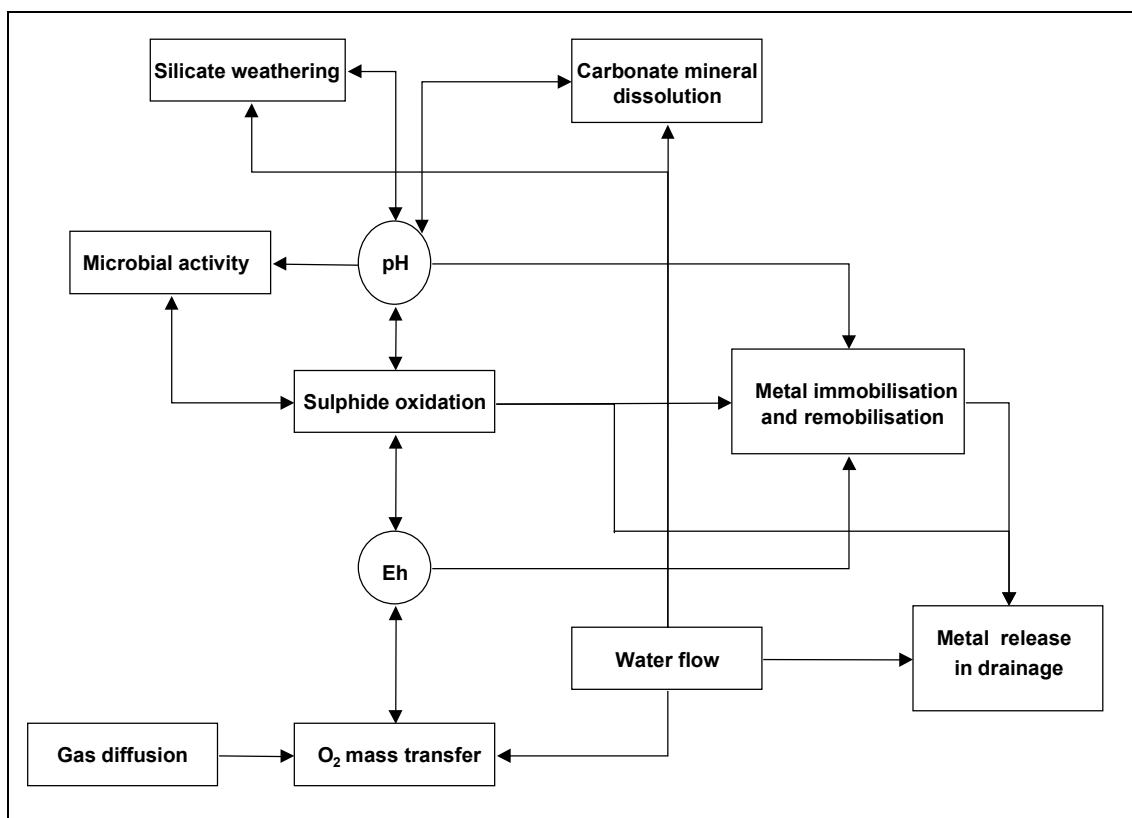 Silicate weathering
Carbonate mineral
dissolution
Microbial activity
pH
Sulphide oxidation
Metal immobilisation
and remobilisation
Eh
Water flow
Metal release
in drainage
Gas diffusion
O₂ mass transfer